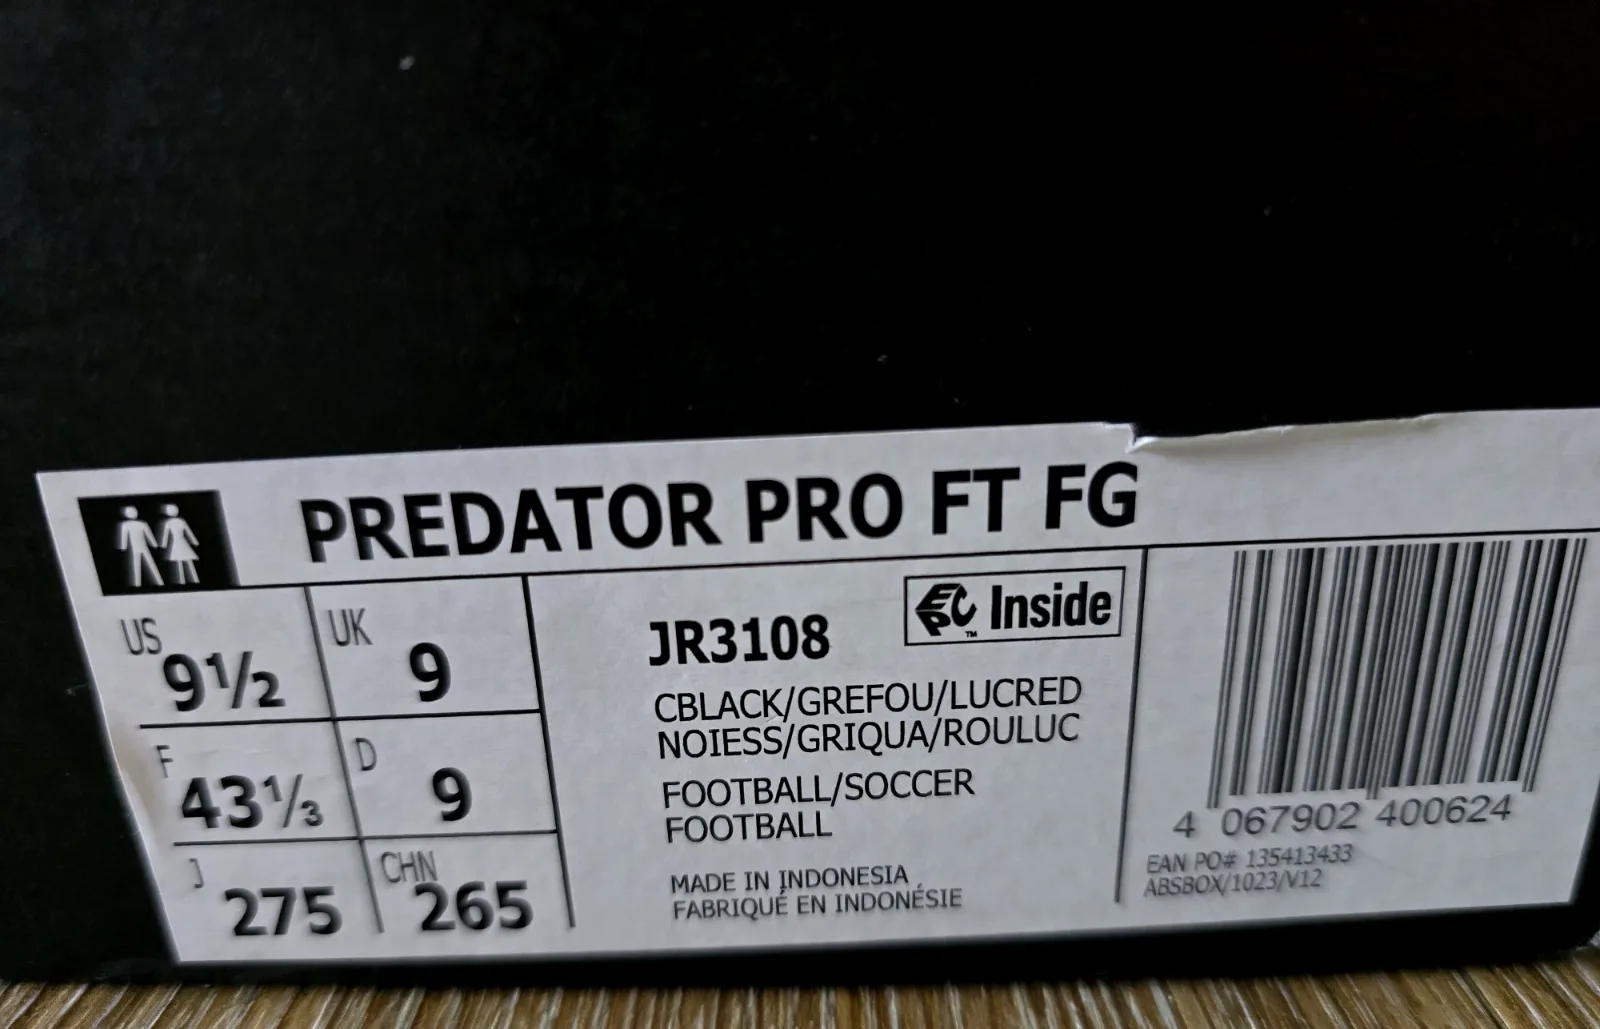 PREDATOR PRO FT FG
US 9½ UK 9
F 43⅓ D 9
J 275 CHN 265
JR3108
EPC™ Inside
CBLACK/GREFOU/LUCRED
NOIESS/GRIQUA/ROULUC
FOOTBALL/SOCCER
FOOTBALL
MADE IN INDONESIA
FABRIQUÉ EN INDONÉSIE
4 067902 400624
EAN PO# 135413433
ABSBOX/1023/V12